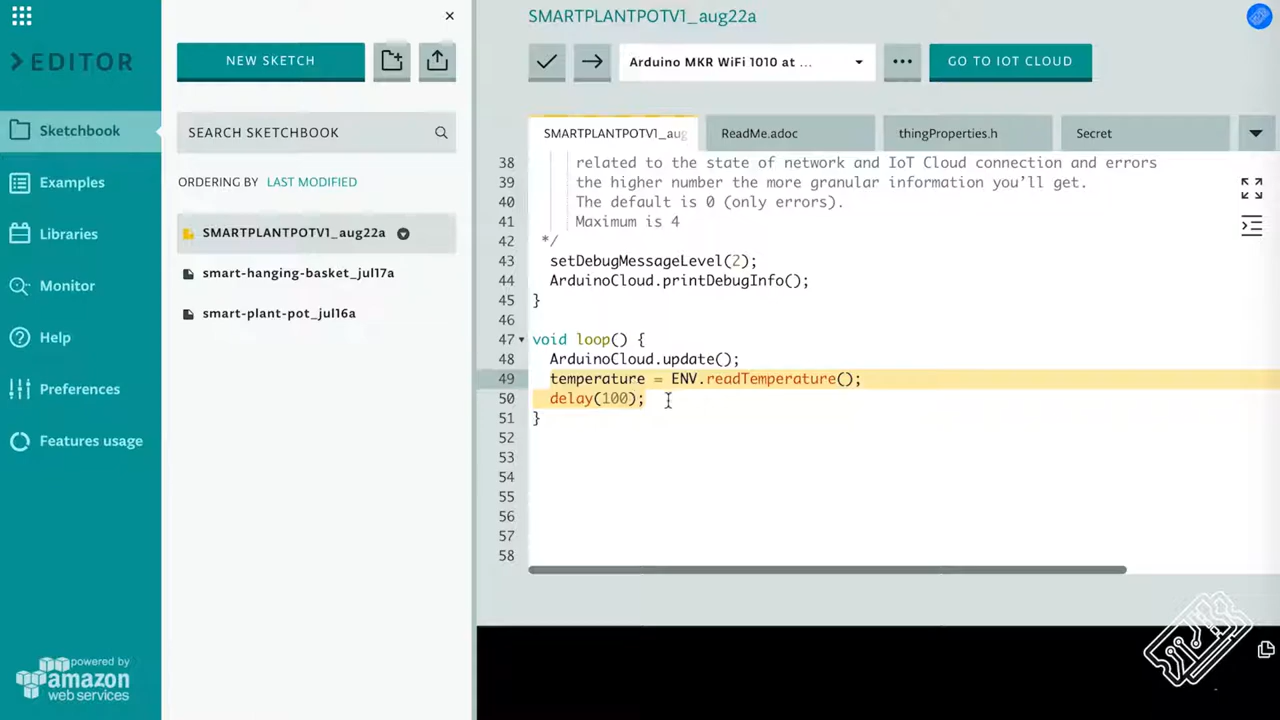 >EDITOR
Sketchbook
Examples
Libraries
Monitor
Help
Preferences
Features usage
powered by
amazon
web services
NEW SKETCH
SEARCH SKETCHBOOK
ORDERING BY LAST MODIFIED
SMARTPLANTPOTV1_aug22a
smart-hanging-basket_jul17a
smart-plant-pot_jul16a
SMARTPLANTPOTV1_aug22a
Arduino MKR WiFi 1010 at ...
GO TO IOT CLOUD
SMARTPLANTPOTV1_aug
ReadMe.adoc
thingProperties.h
Secret
38 related to the state of network and IoT Cloud connection and errors
39 the higher number the more granular information you’ll get.
40 The default is 0 (only errors).
41 Maximum is 4
42 */
43 setDebugMessageLevel(2);
44 ArduinoCloud.printDebugInfo();
45 }
46
47 void loop() {
48 ArduinoCloud.update();
49 temperature = ENV.readTemperature();
50 delay(100);
51 }
52
53
54
55
56
57
58